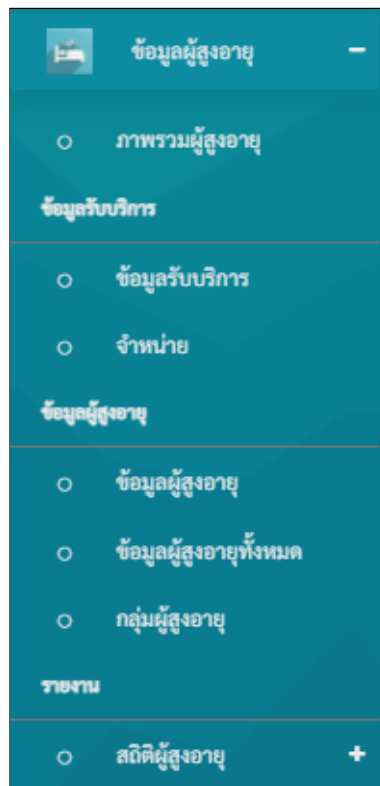 ข้อมูลผู้สูงอายุ
ภาพรวมผู้สูงอายุ
ข้อมูลรับบริการ
ข้อมูลรับบริการ
จำหน่าย
ข้อมูลผู้สูงอายุ
ข้อมูลผู้สูงอายุ
ข้อมูลผู้สูงอายุทั้งหมด
กลุ่มผู้สูงอายุ
รายงาน
สถิติผู้สูงอายุ